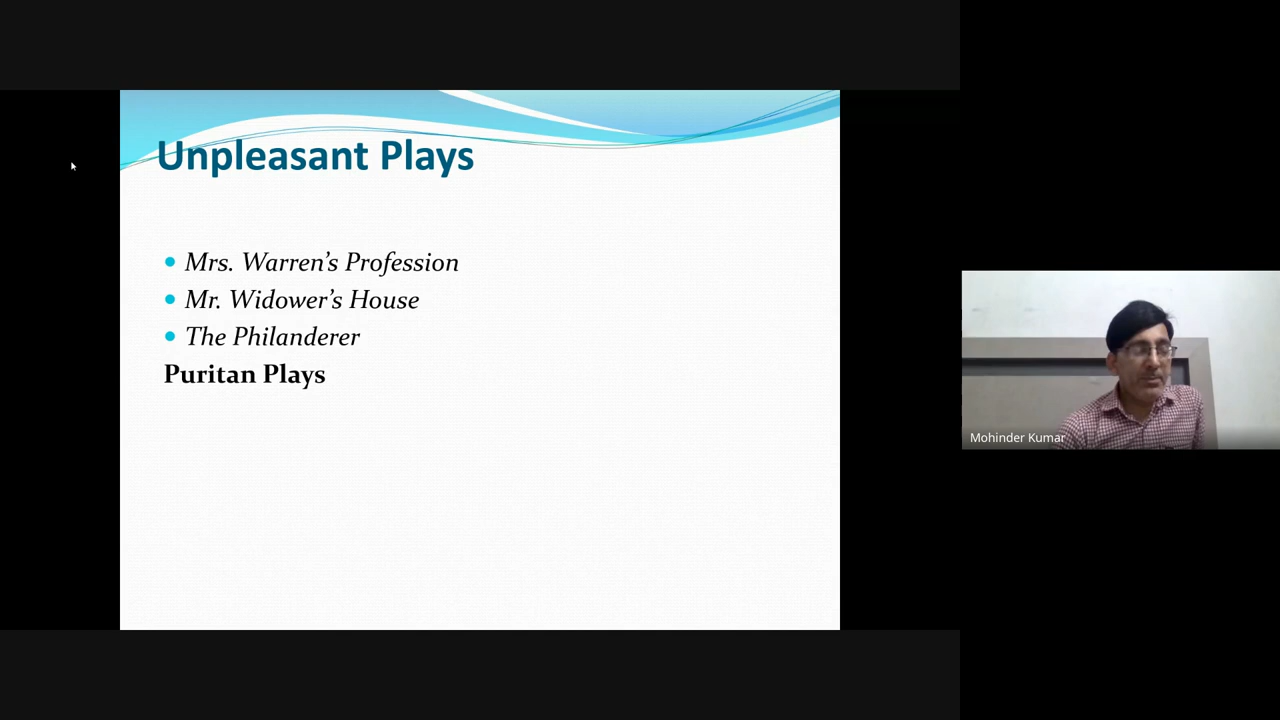 Unpleasant Plays
Mrs. Warren’s Profession
Mr. Widower’s House
The Philanderer
Puritan Plays
Mohinder Kumar